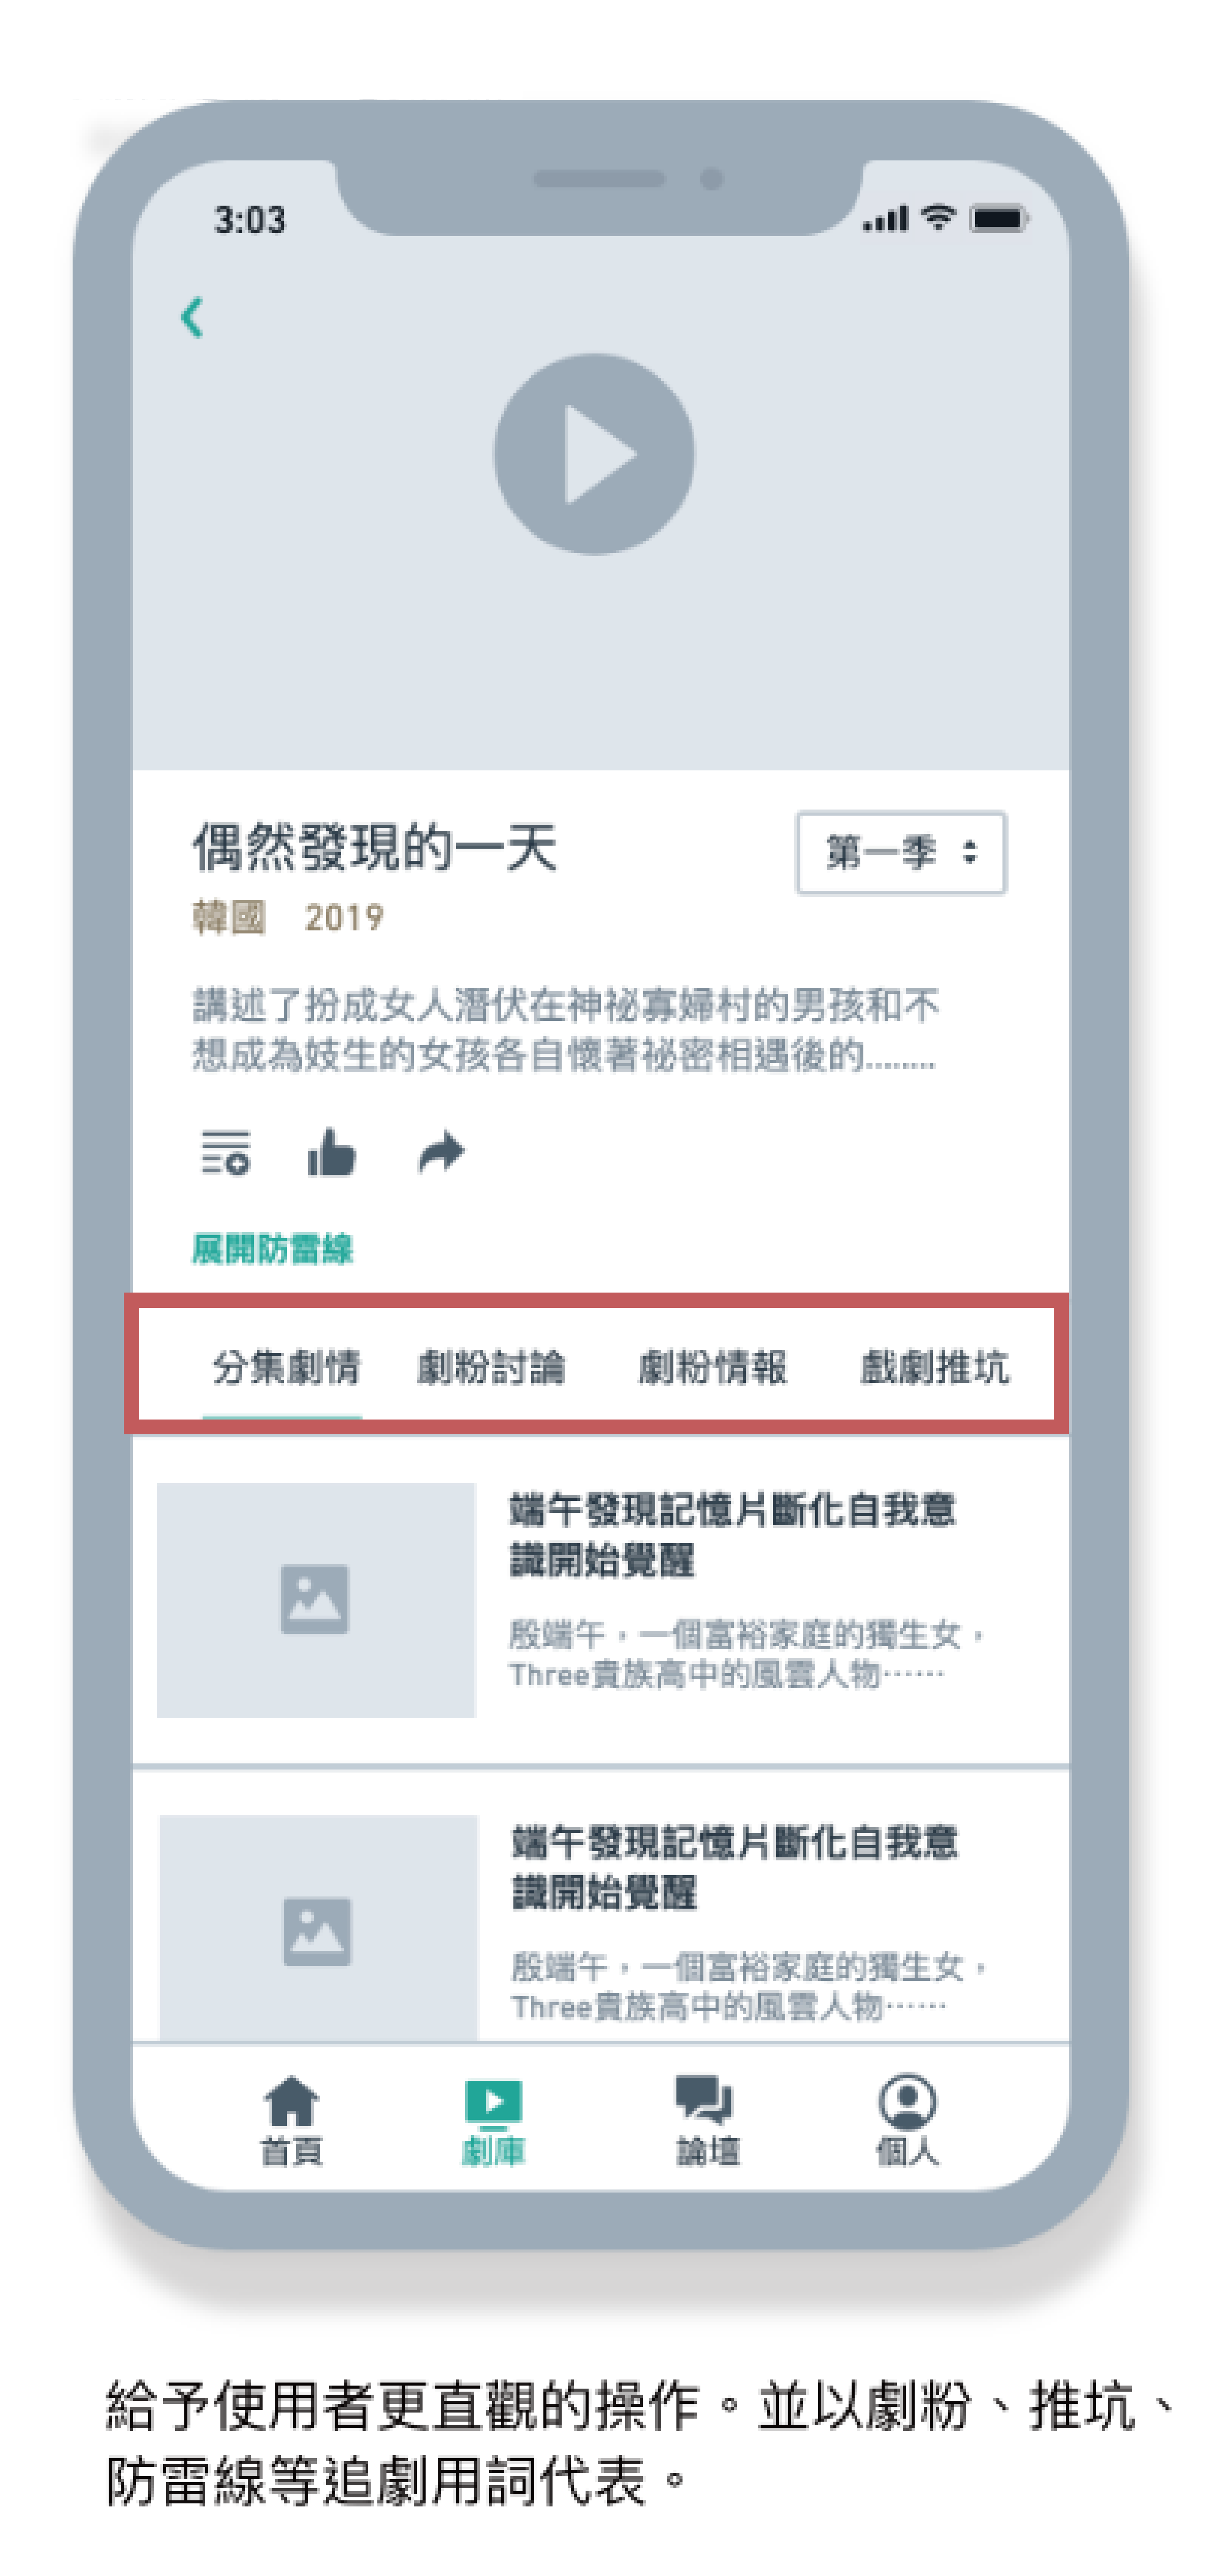 3:03
偶然發現的一天
第一季
韓國 2019
講述了扮成女人潛伏在神祕寡婦村的男孩和不
想成為妓生的女孩各自懷著祕密相遇後的........
展開防雷線
分集劇情 劇粉討論 劇粉情報 戲劇推坑
端午發現記憶片斷化自我意
識開始覺醒
殷端午，一個富裕家庭的獨生女，
Three貴族高中的風雲人物⋯⋯
端午發現記憶片斷化自我意
識開始覺醒
殷端午，一個富裕家庭的獨生女，
Three貴族高中的風雲人物⋯⋯
首頁 劇庫 論壇 個人
給予使用者更直觀的操作。並以劇粉、推坑、
防雷線等追劇用詞代表。